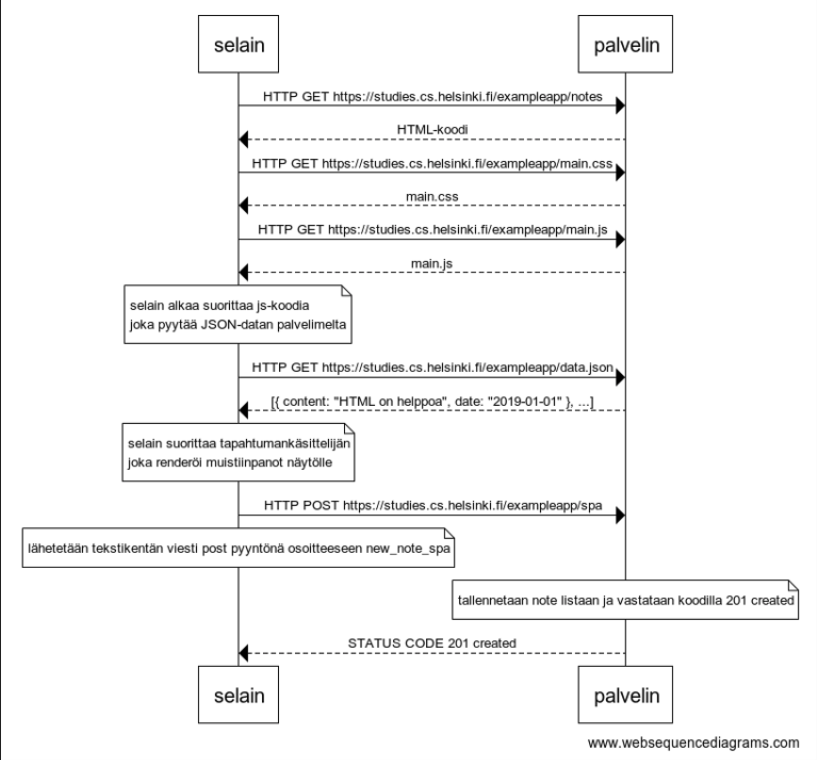 selain palvelin
HTTP GET https://studies.cs.helsinki.fi/exampleapp/notes
HTML-koodi
HTTP GET https://studies.cs.helsinki.fi/exampleapp/main.css
main.css
HTTP GET https://studies.cs.helsinki.fi/exampleapp/main.js
main.js
selain alkaa suorittaa js-koodia
joka pyytää JSON-datan palvelimelta
HTTP GET https://studies.cs.helsinki.fi/exampleapp/data.json
[{ content: "HTML on helppoa", date: "2019-01-01" }, ...]
selain suorittaa tapahtumankäsittelijän
joka renderöi muistiinpanot näytölle
HTTP POST https://studies.cs.helsinki.fi/exampleapp/spa
lähetetään tekstikentän viesti post pyyntönä osoitteeseen new_note_spa
tallennetaan note listaan ja vastataan koodilla 201 created
STATUS CODE 201 created
selain palvelin
www.websequencediagrams.com